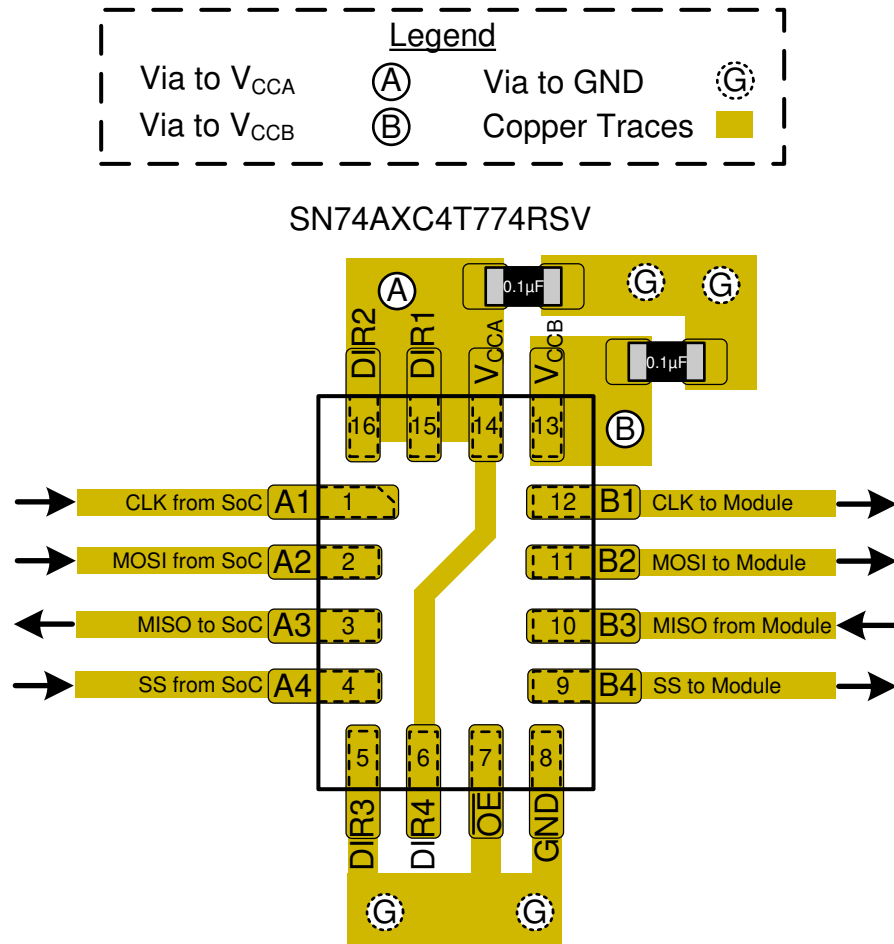 Legend
Via to VCCA A Via to GND G
Via to VCCB B Copper Traces
SN74AXC4T774RSV
A 0.1µF G G
DIR2 DIR1 VCCA VCCB 0.1µF
16 15 14 13 B
CLK from SoC A1 1 12 B1 CLK to Module
MOSI from SoC A2 2 11 B2 MOSI to Module
MISO to SoC A3 3 10 B3 MISO from Module
SS from SoC A4 4 9 B4 SS to Module
5 6 7 8
DIR3 DIR4 O̅E̅ GND
G G